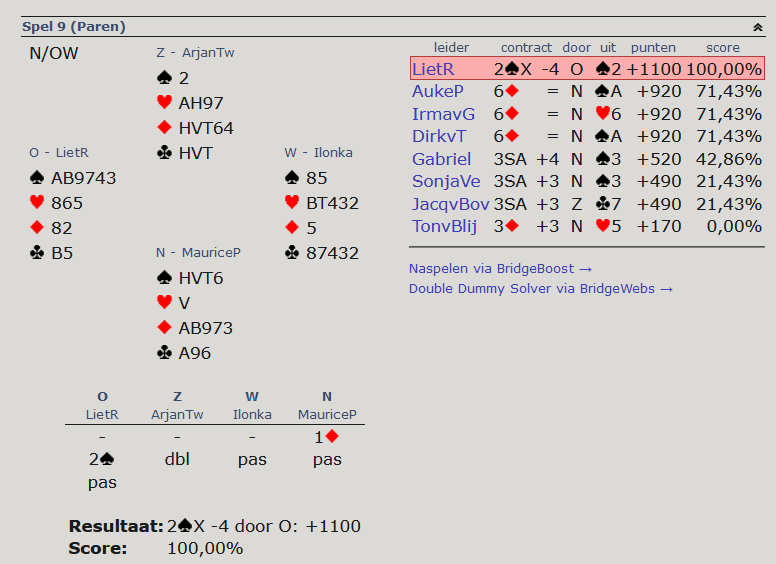 Spel 9 (Paren)
N/OW
Z - ArjanTw
♠ 2
♥ AH97
♦ HVT64
♣ HVT
O - LietR
♠ AB9743
♥ 865
♦ 82
♣ B5
W - Ilonka
♠ 85
♥ BT432
♦ 5
♣ 87432
N - MauriceP
♠ HVT6
♥ V
♦ AB973
♣ A96
O Z W N
LietR ArjanTw Ilonka MauriceP
- - - 1♦
2♠ dbl pas pas
pas
Resultaat: 2♠X -4 door O: +1100
Score: 100,00%
leider contract door uit punten score
LietR 2♠X -4 O ♠2 +1100 100,00%
AukeP 6♦ = N ♠A +920 71,43%
IrmavG 6♦ = N ♥6 +920 71,43%
DirkvT 6♦ = N ♠A +920 71,43%
Gabriel 3SA +4 N ♠3 +520 42,86%
SonjaVe 3SA +3 N ♠3 +490 21,43%
JacqvBov 3SA +3 Z ♣7 +490 21,43%
TonvBlij 3♦ +3 N ♥5 +170 0,00%
Naspelen via BridgeBoost →
Double Dummy Solver via BridgeWebs →